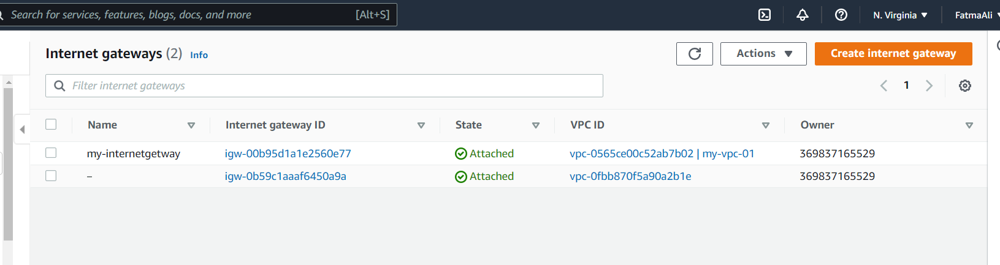 Search for services, features, blogs, docs, and more [Alt+S] N. Virginia FatmaAli
Internet gateways (2) Info Actions Create internet gateway
Filter internet gateways 1
Name Internet gateway ID State VPC ID Owner
my-internetgetway igw-00b95d1a1e2560e77 Attached vpc-0565ce00c52ab7b02 | my-vpc-01 369837165529
– igw-0b59c1aaaf6450a9a Attached vpc-0fbb870f5a90a2b1e 369837165529